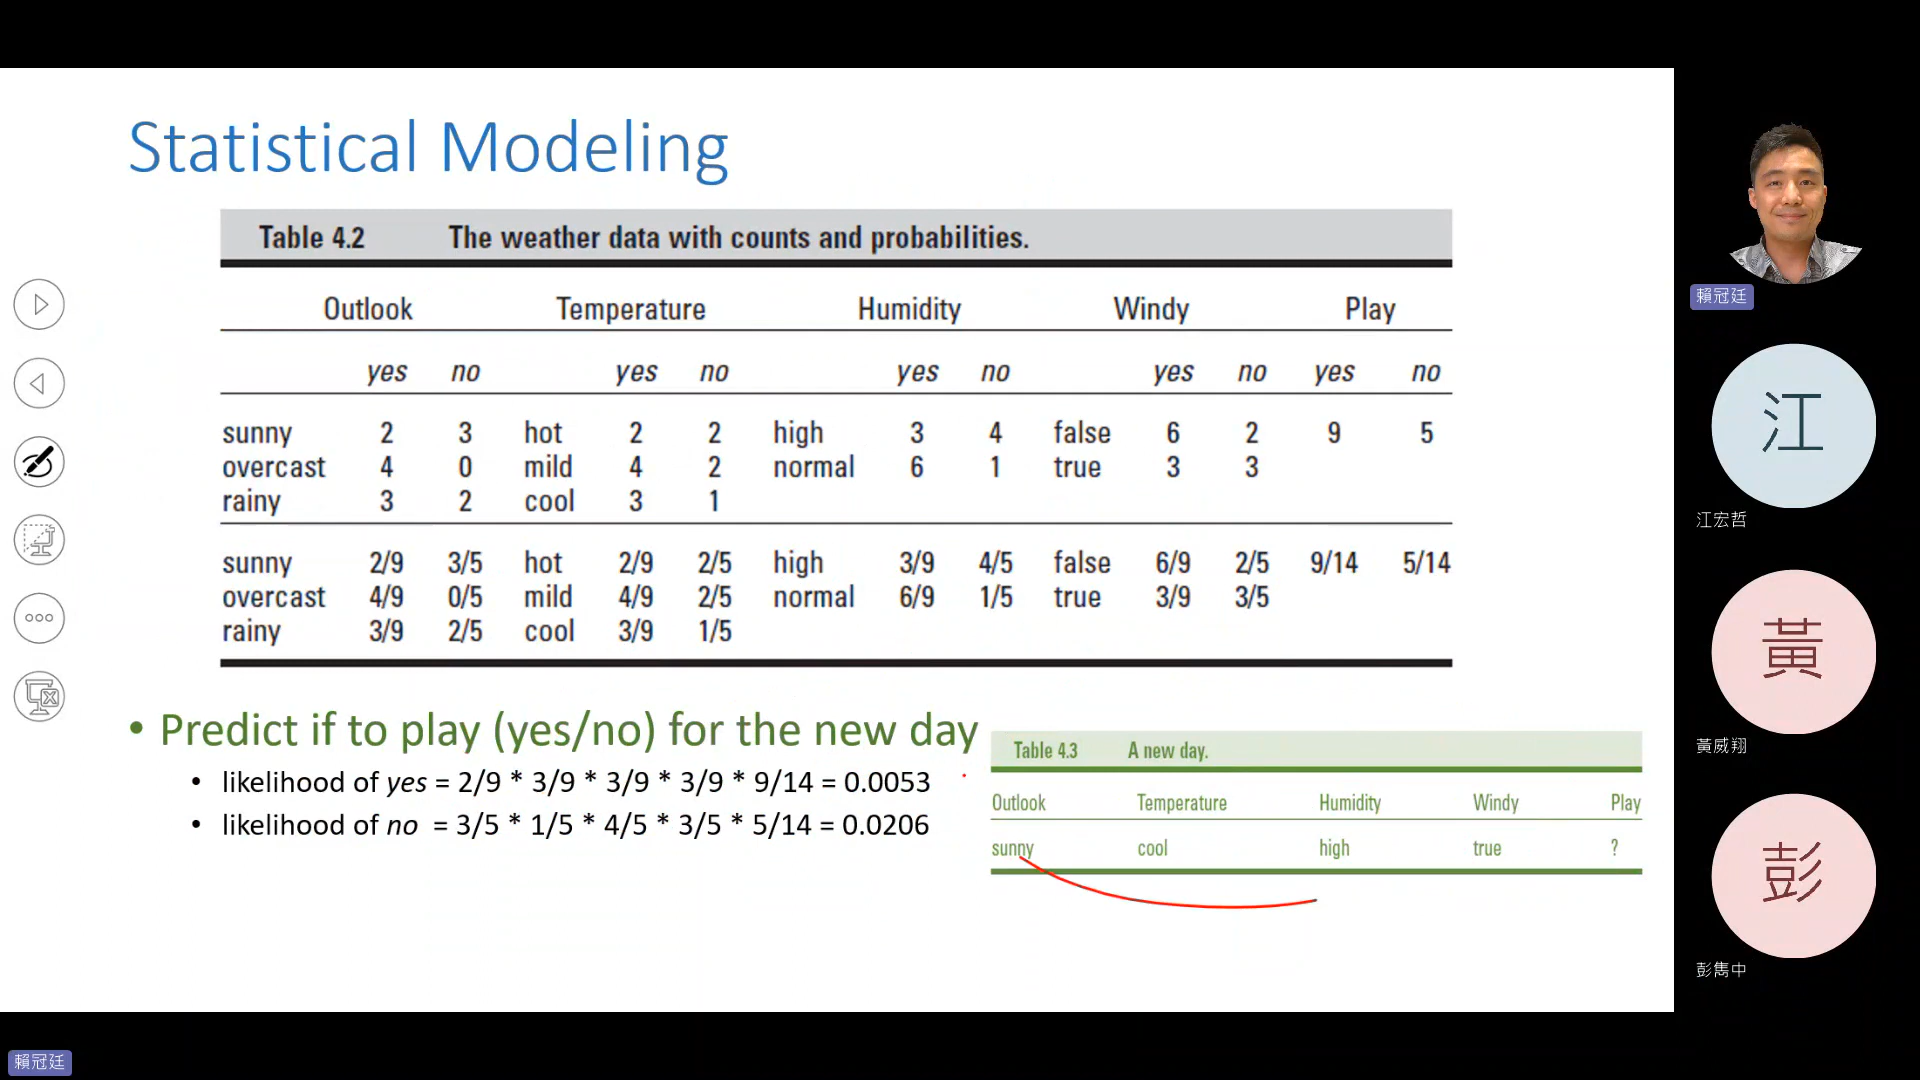 Statistical Modeling
Table 4.2 The weather data with counts and probabilities.
Outlook Temperature Humidity Windy Play
yes no yes no yes no yes no yes no
sunny 2 3 hot 2 2 high 3 4 false 6 2 9 5
overcast 4 0 mild 4 2 normal 6 1 true 3 3
rainy 3 2 cool 3 1
sunny 2/9 3/5 hot 2/9 2/5 high 3/9 4/5 false 6/9 2/5 9/14 5/14
overcast 4/9 0/5 mild 4/9 2/5 normal 6/9 1/5 true 3/9 3/5
rainy 3/9 2/5 cool 3/9 1/5
• Predict if to play (yes/no) for the new day
• likelihood of yes = 2/9 * 3/9 * 3/9 * 3/9 * 9/14 = 0.0053
• likelihood of no = 3/5 * 1/5 * 4/5 * 3/5 * 5/14 = 0.0206
Table 4.3 A new day.
Outlook Temperature Humidity Windy Play
sunny cool high true ?
賴冠廷
江
江宏哲
黃
黃威翔
彭
彭雋中
賴冠廷